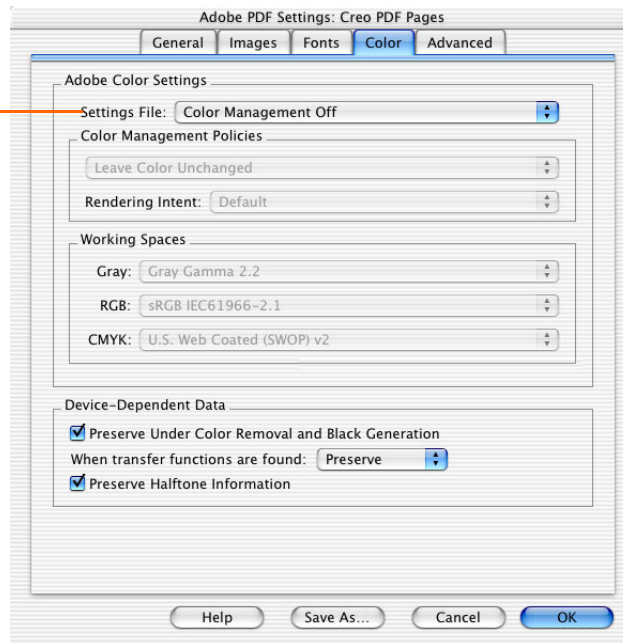 Adobe PDF Settings: Creo PDF Pages
General Images Fonts Color Advanced
Adobe Color Settings
Settings File: Color Management Off
Color Management Policies
Leave Color Unchanged
Rendering Intent: Default
Working Spaces
Gray: Gray Gamma 2.2
RGB: sRGB IEC61966-2.1
CMYK: U.S. Web Coated (SWOP) v2
Device-Dependent Data
Preserve Under Color Removal and Black Generation
When transfer functions are found: Preserve
Preserve Halftone Information
Help Save As... Cancel OK